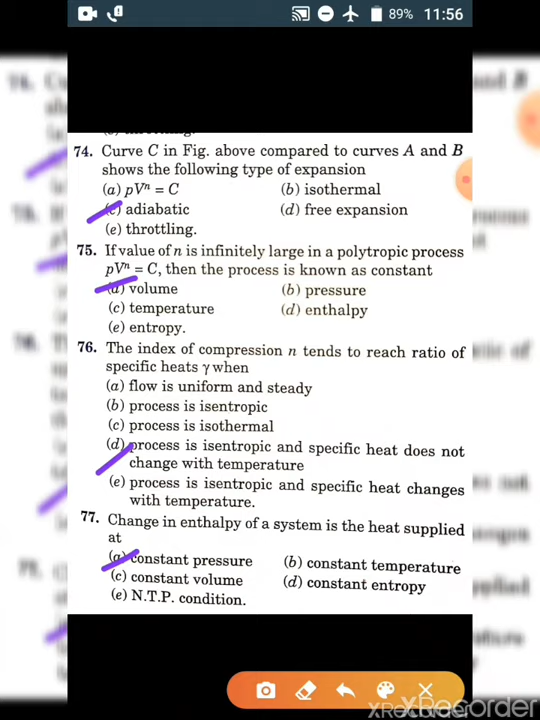 89% 11:56
(b) throttling.
74. Curve C in Fig. above compared to curves A and B
shows the following type of expansion
(a) pVⁿ = C (b) isothermal
(c) adiabatic (d) free expansion
(e) throttling.
75. If value of n is infinitely large in a polytropic process
pVⁿ = C, then the process is known as constant
(a) volume (b) pressure
(c) temperature (d) enthalpy
(e) entropy.
76. The index of compression n tends to reach ratio of
specific heats γ when
(a) flow is uniform and steady
(b) process is isentropic
(c) process is isothermal
(d) process is isentropic and specific heat does not
change with temperature
(e) process is isentropic and specific heat changes
with temperature.
77. Change in enthalpy of a system is the heat supplied
at
(a) constant pressure (b) constant temperature
(c) constant volume (d) constant entropy
(e) N.T.P. condition.
XRecorder